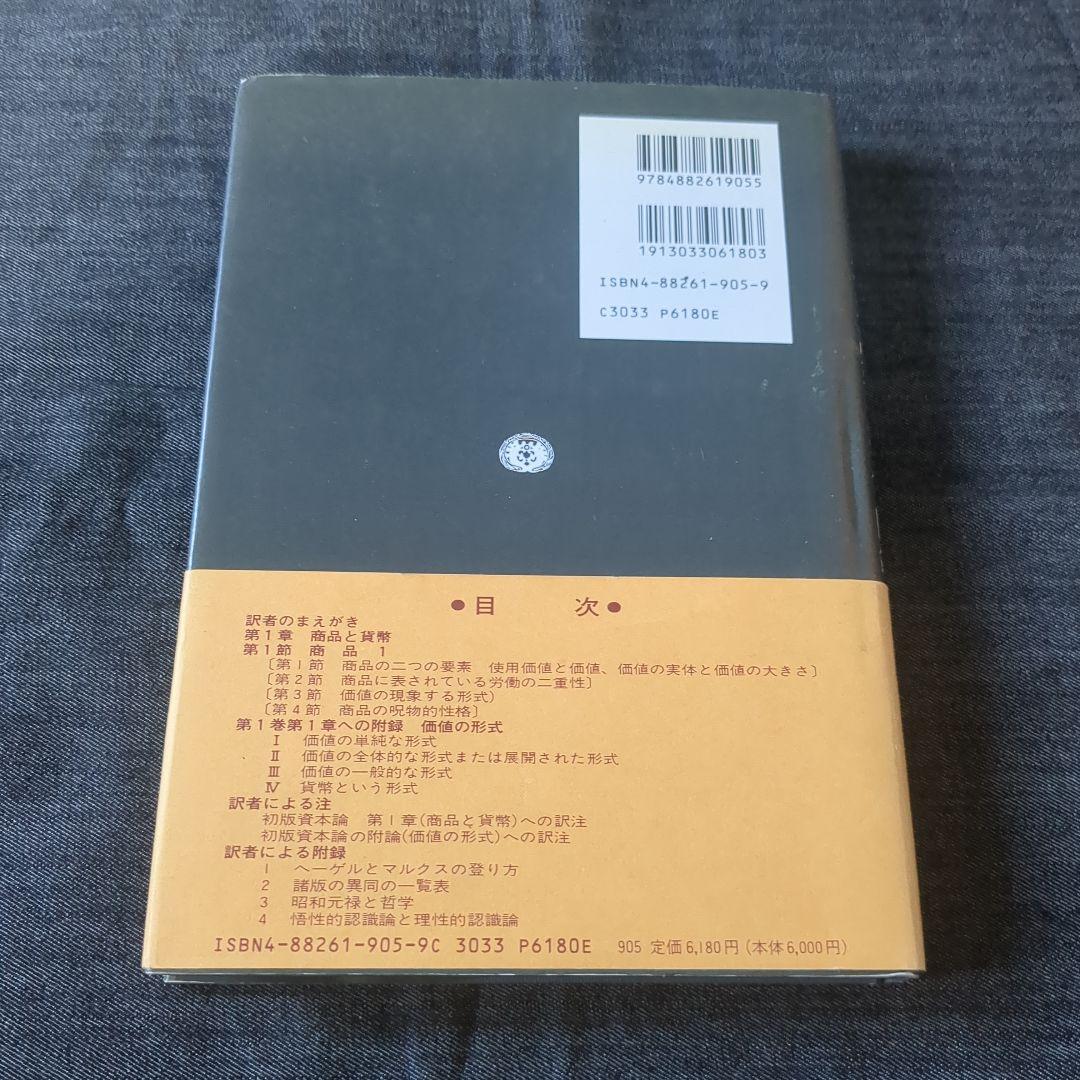 9784882619055
1913033061803
ISBN4-88261-905-9
C3033 P6180E
●目 次●
訳者のまえがき
第1章 商品と貨幣
第1節 商 品 1
〔第1節 商品の二つの要素 使用価値と価値、価値の実体と価値の大きさ〕
〔第2節 商品に表されている労働の二重性〕
〔第3節 価値の現象する形式)
〔第4節 商品の呪物的性格〕
第1巻第1章への附録 価値の形式
Ⅰ 価値の単純な形式
Ⅱ 価値の全体的な形式または展開された形式
Ⅲ 価値の一般的な形式
Ⅳ 貨幣という形式
訳者による注
初版資本論 第1章(商品と貨幣)への訳注
初版資本論の附論(価値の形式)への訳注
訳者による附録
1 ヘーゲルとマルクスの登り方
2 諸版の異同の一覧表
3 昭和元禄と哲学
4 悟性的認識論と理性的認識論
ISBN4-88261-905-9C 3033 P6180E 905 定価6,180円(本体6,000円)